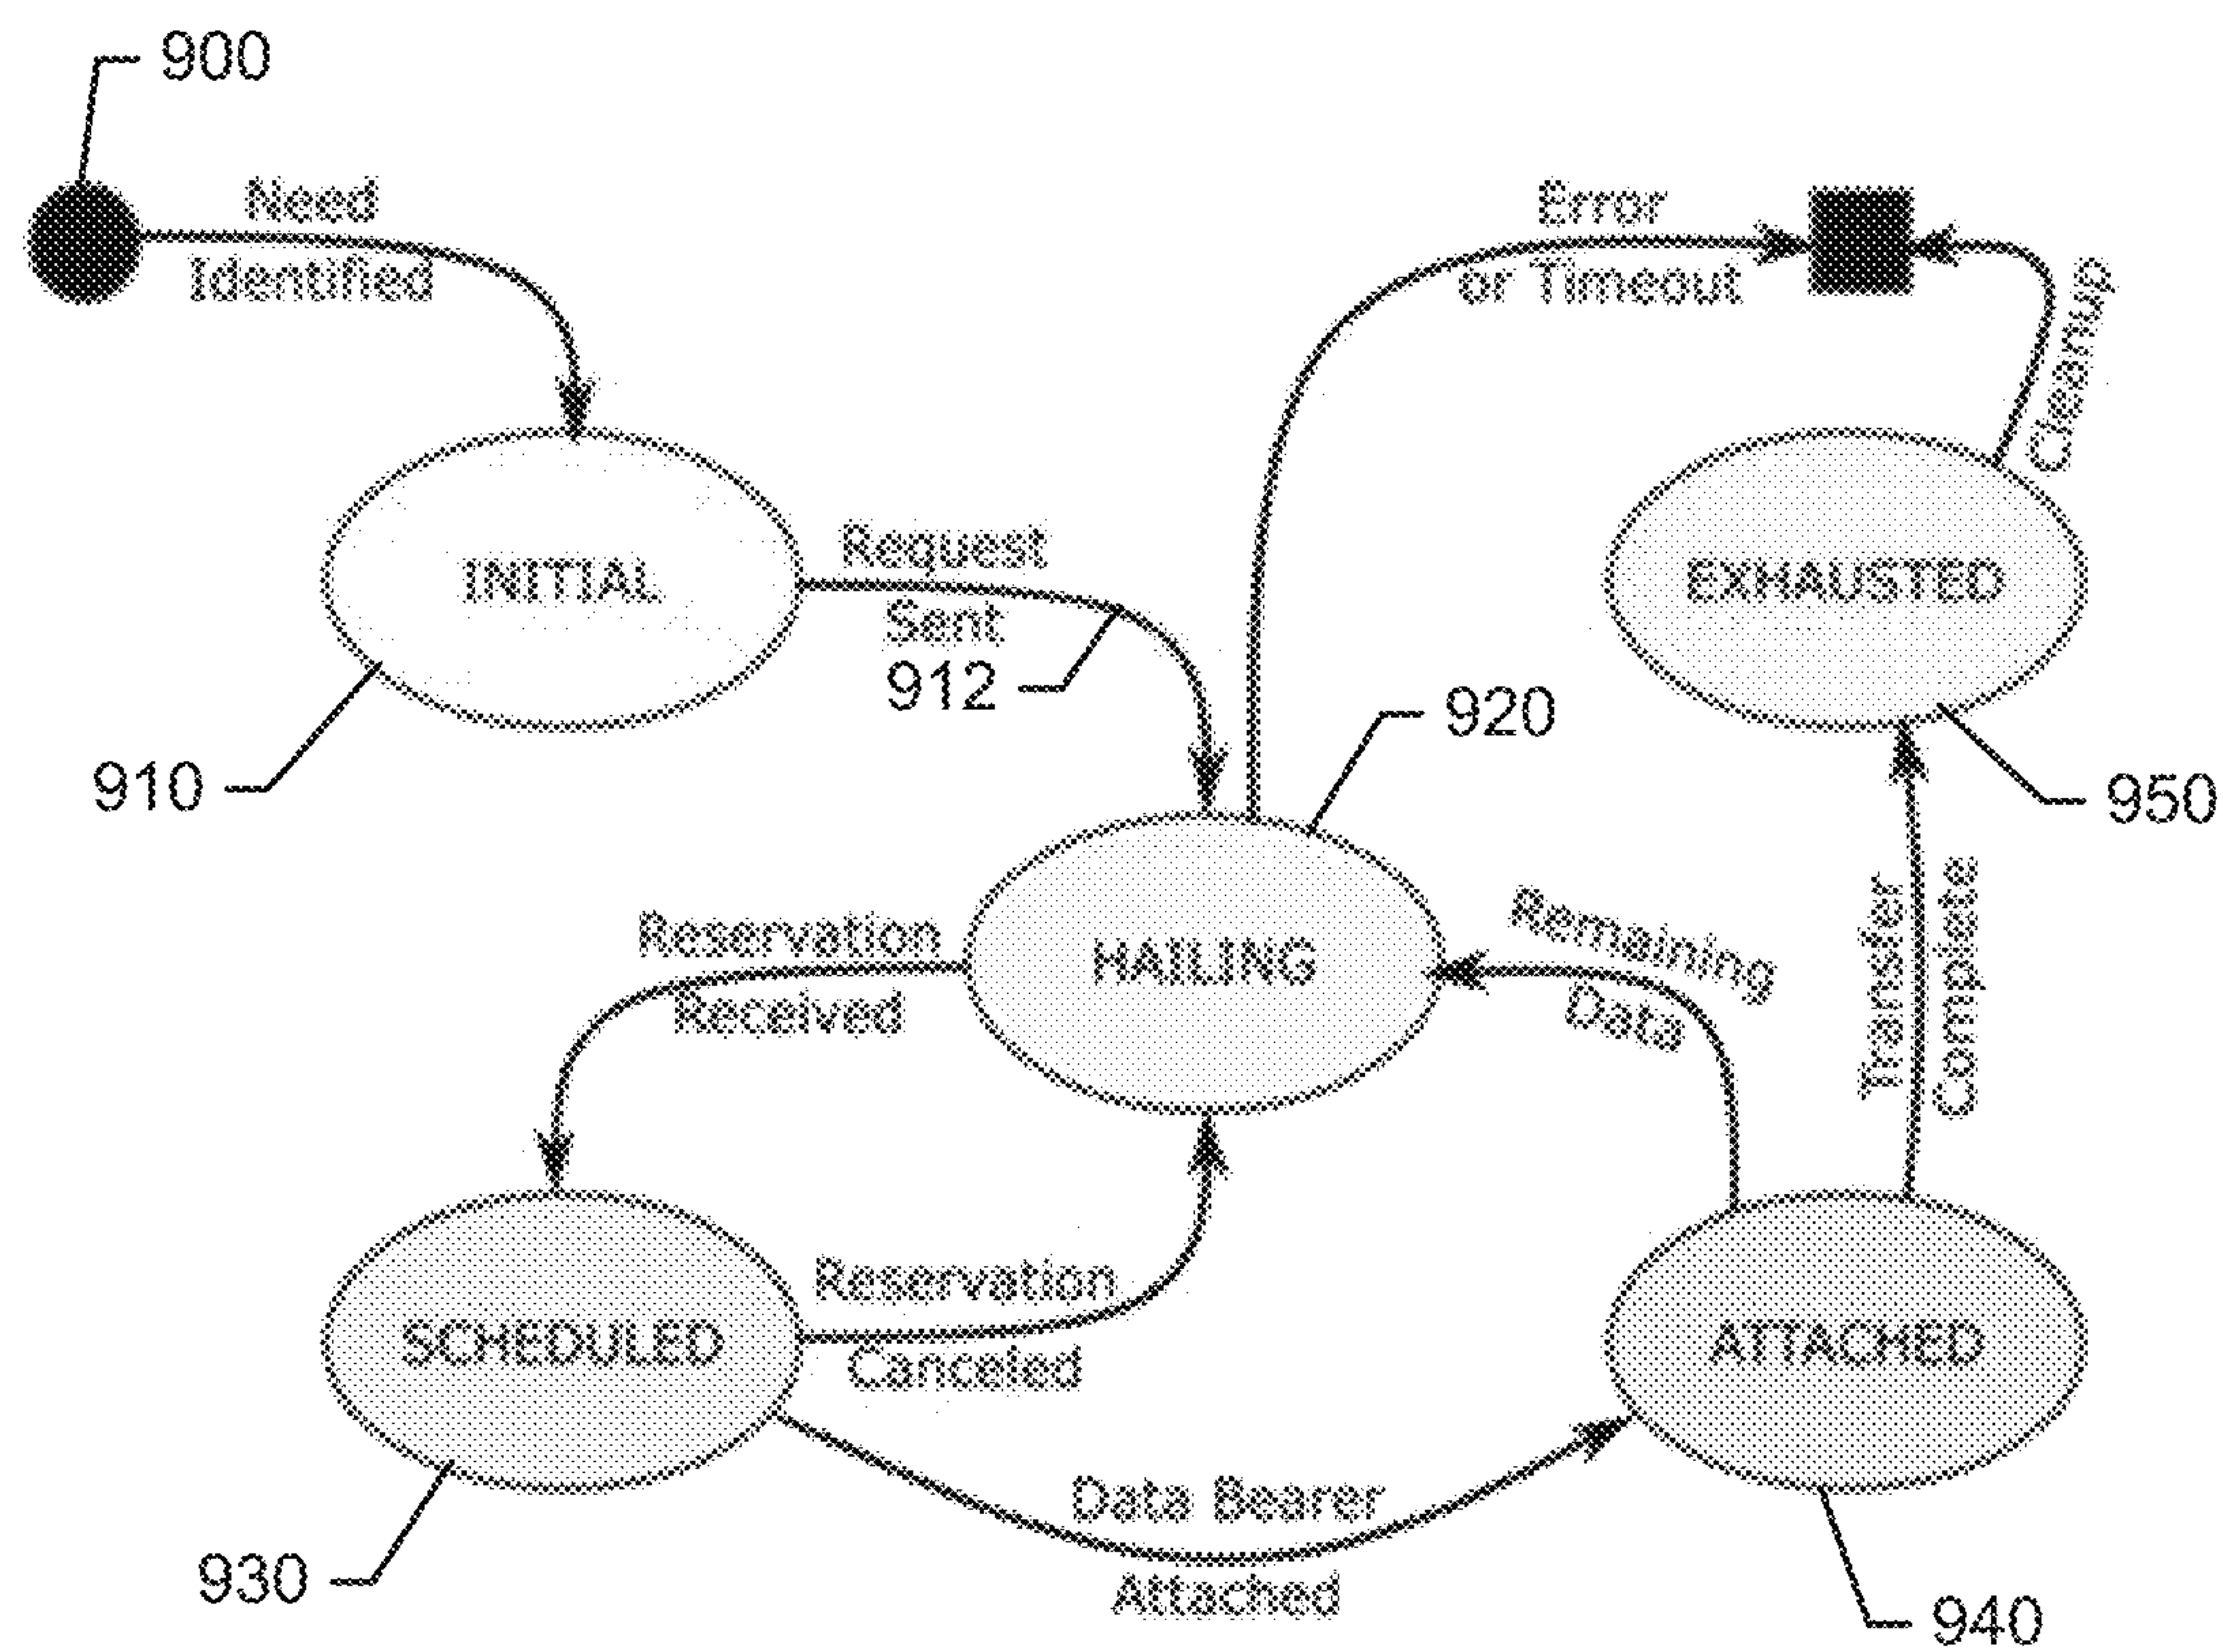 900
Need
Identified
Error
or Timeout
Cleanup
INITIAL
Request
Sent
912
EXHAUSTED
910
920
950
Reservation
Received
HAILING
Remaining
Data
Transfer
Complete
SCHEDULED
Reservation
Canceled
ATTACHED
Data Bearer
Attached
930
940